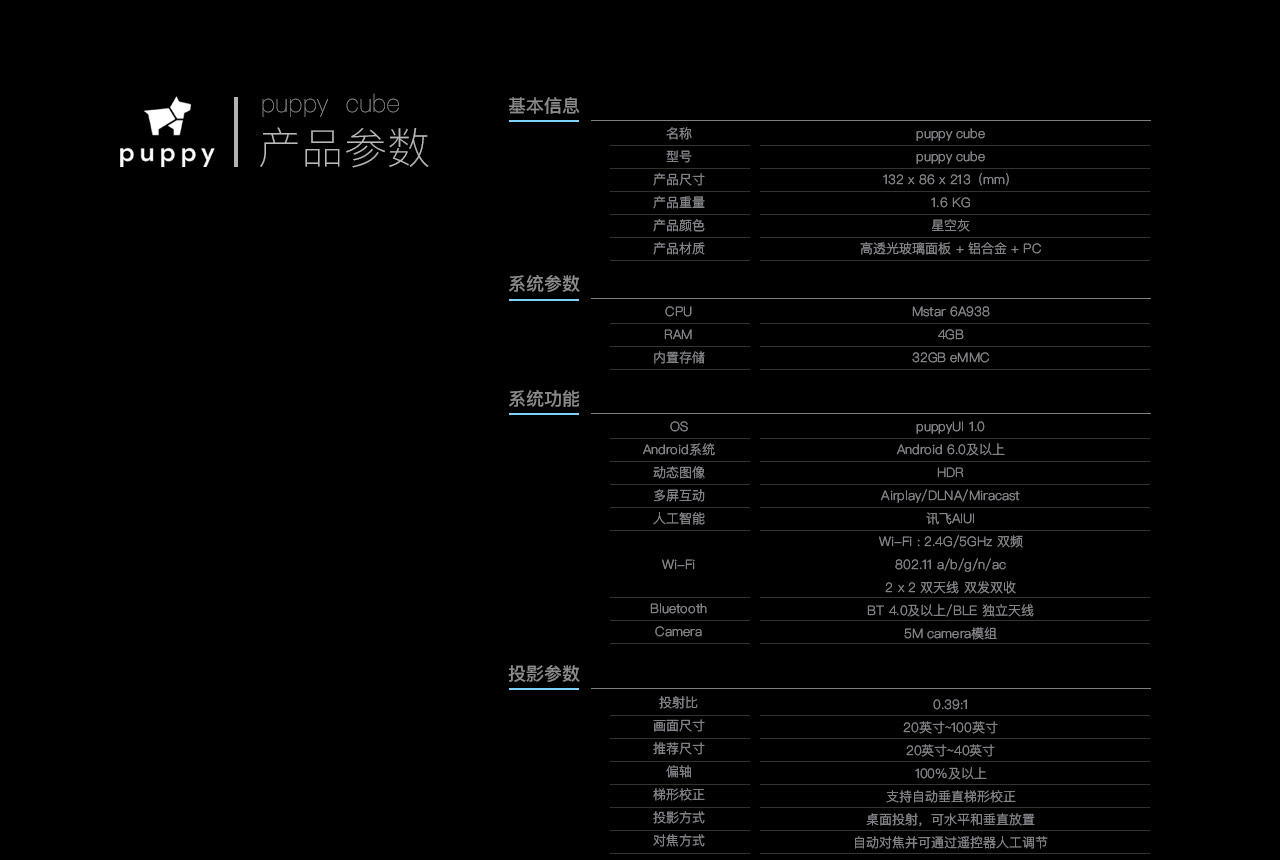 puppy
puppy cube
产品参数
基本信息
名称 puppy cube
型号 puppy cube
产品尺寸 132 x 86 x 213（mm）
产品重量 1.6 KG
产品颜色 星空灰
产品材质 高透光玻璃面板 + 铝合金 + PC
系统参数
CPU Mstar 6A938
RAM 4GB
内置存储 32GB eMMC
系统功能
OS puppyUI 1.0
Android系统 Android 6.0及以上
动态图像 HDR
多屏互动 Airplay/DLNA/Miracast
人工智能 讯飞AIUI
Wi-Fi : 2.4G/5GHz 双频
Wi-Fi 802.11 a/b/g/n/ac
2 x 2 双天线 双发双收
Bluetooth BT 4.0及以上/BLE 独立天线
Camera 5M camera模组
投影参数
投射比 0.39:1
画面尺寸 20英寸~100英寸
推荐尺寸 20英寸~40英寸
偏轴 100%及以上
梯形校正 支持自动垂直梯形校正
投影方式 桌面投射，可水平和垂直放置
对焦方式 自动对焦并可通过遥控器人工调节